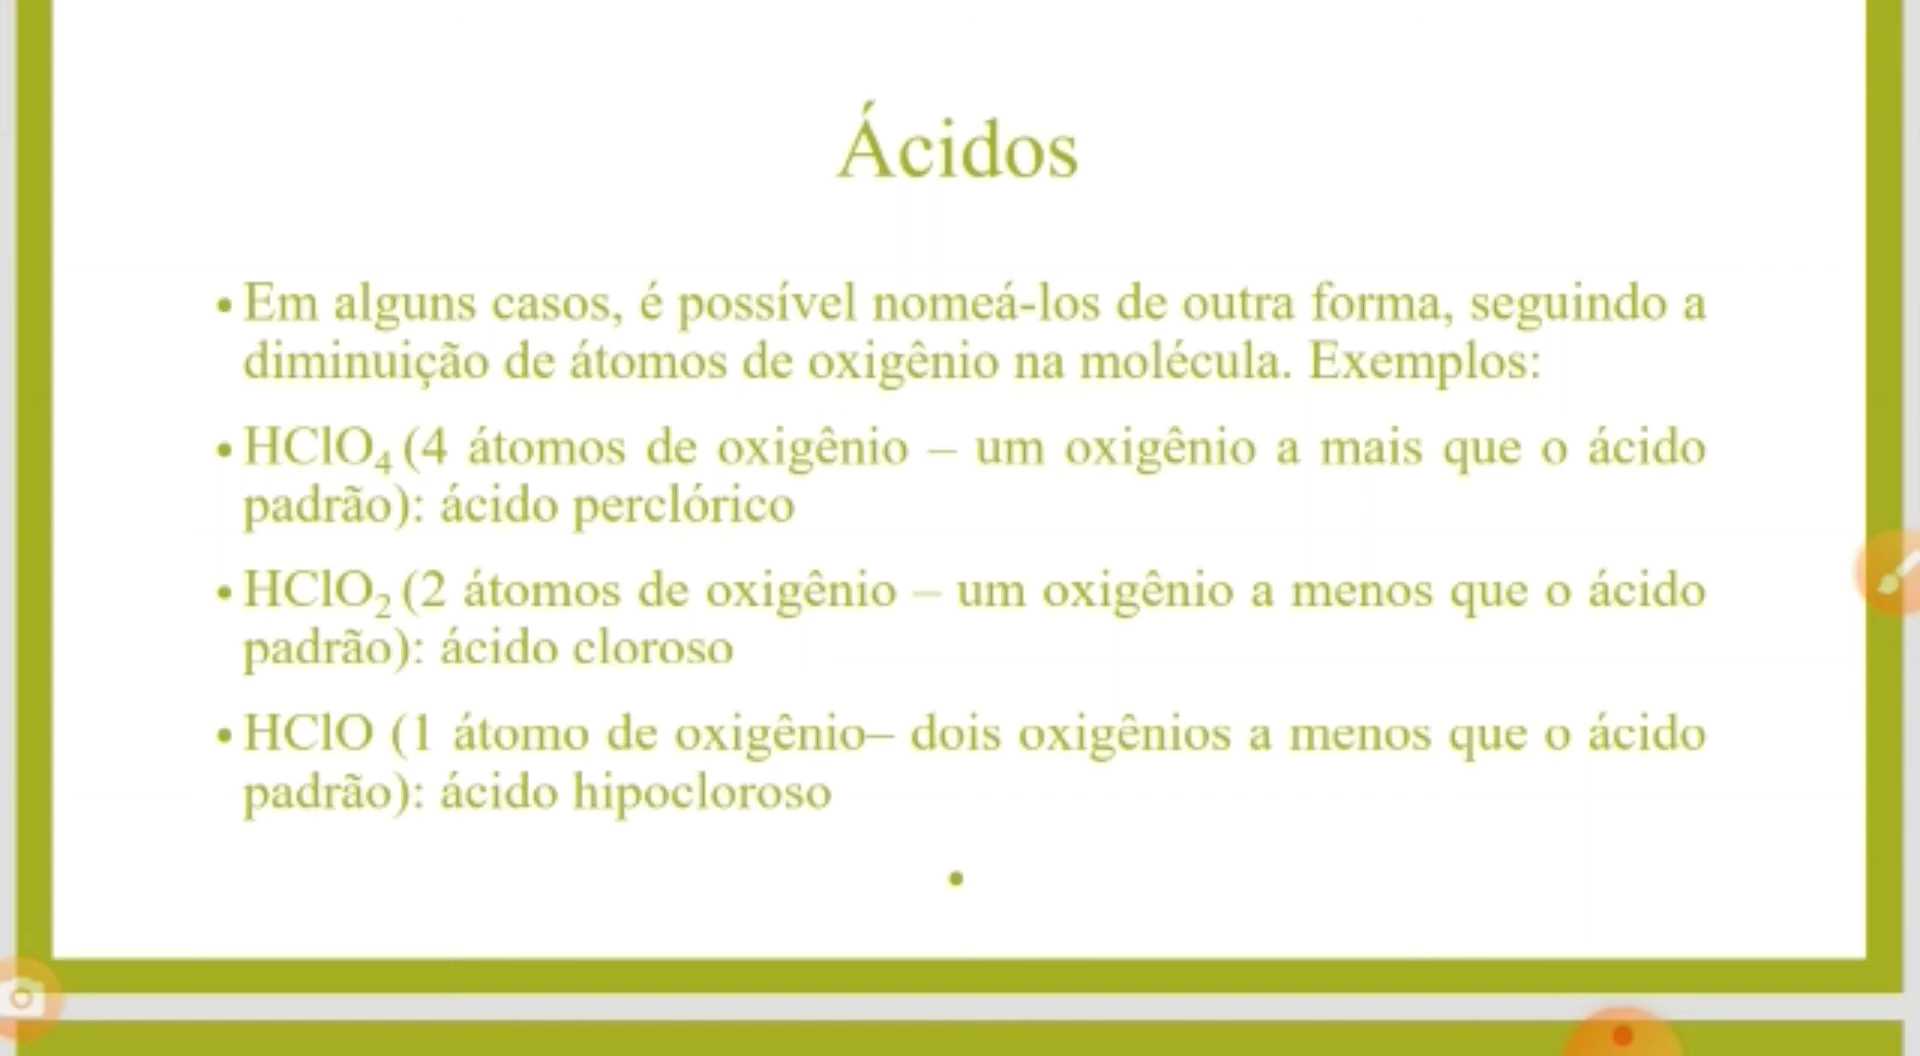 Ácidos
• Em alguns casos, é possível nomeá-los de outra forma, seguindo a
diminuição de átomos de oxigênio na molécula. Exemplos:
• HClO₄ (4 átomos de oxigênio – um oxigênio a mais que o ácido
padrão): ácido perclórico
• HClO₂ (2 átomos de oxigênio – um oxigênio a menos que o ácido
padrão): ácido cloroso
• HClO (1 átomo de oxigênio– dois oxigênios a menos que o ácido
padrão): ácido hipocloroso
•